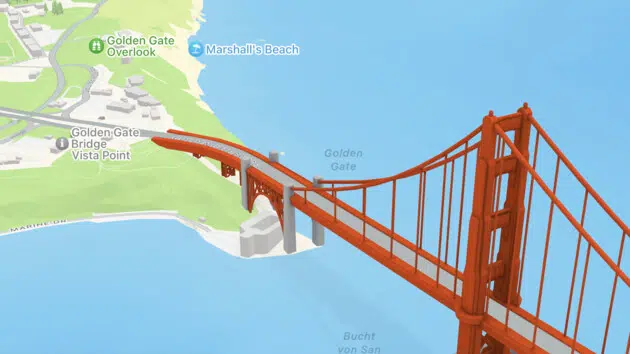 Golden Gate
Overlook
Marshall's Beach
Golden Gate
Bridge
Vista Point
Golden
Gate
MARINE DR
Bucht
von San